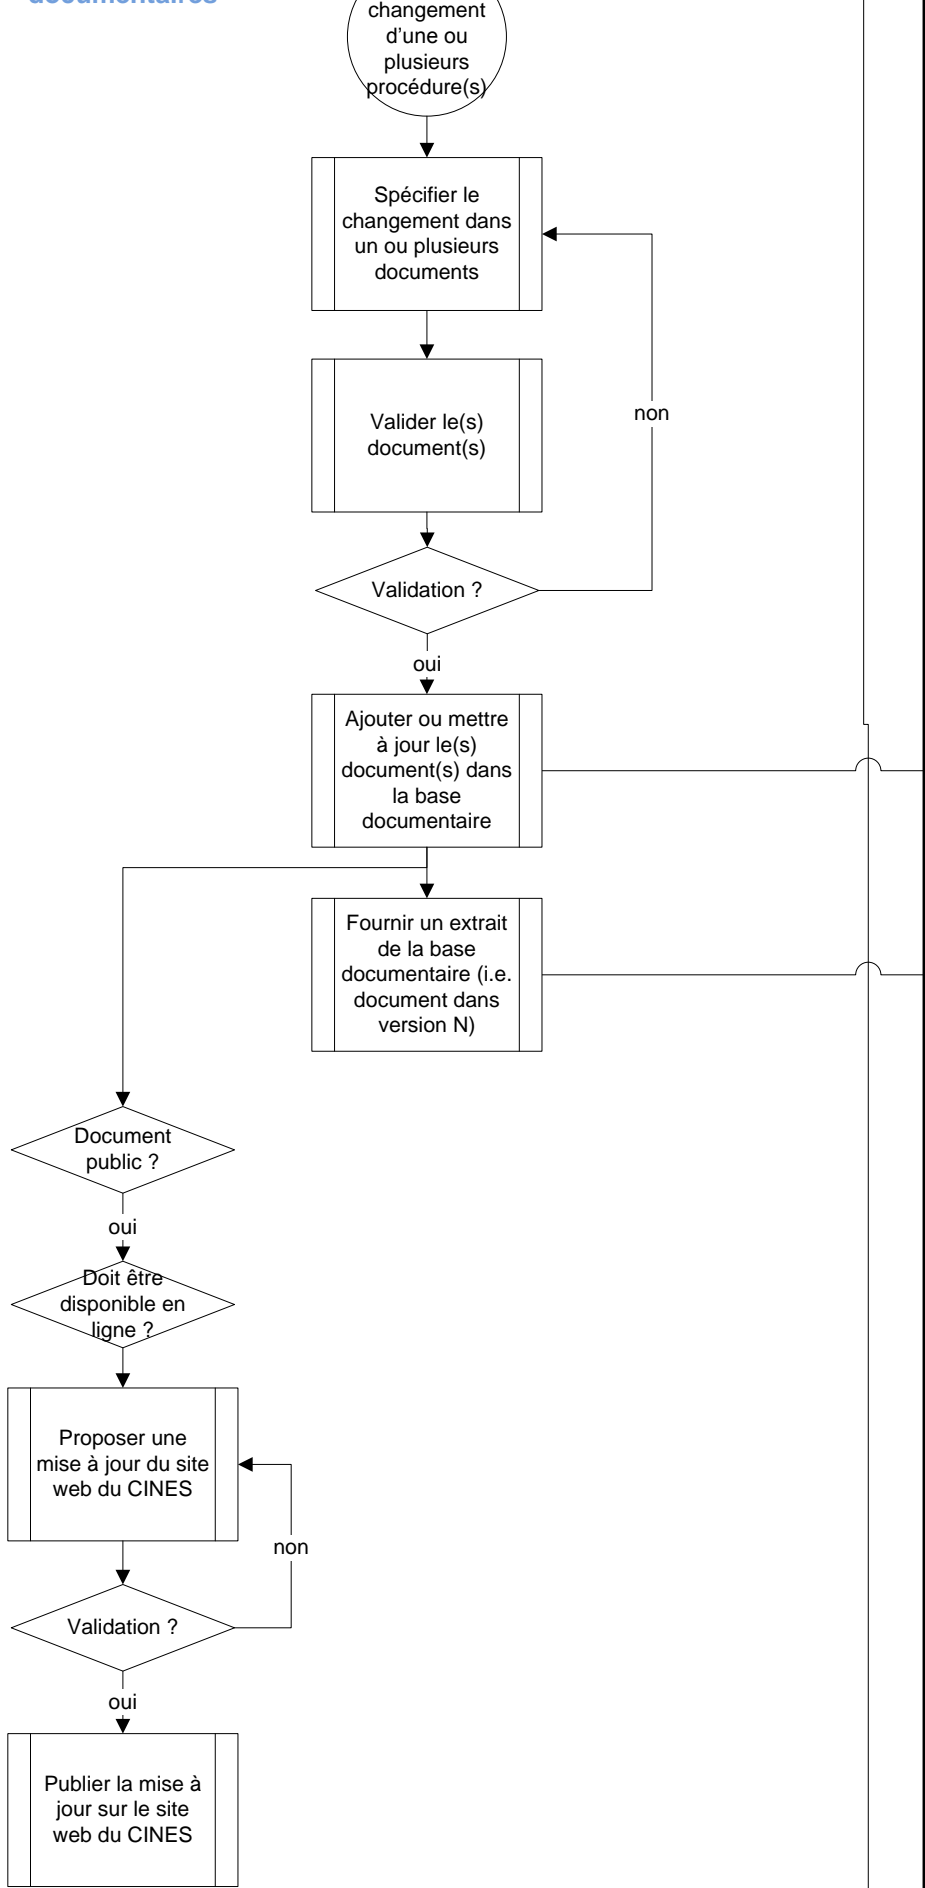 documentaires
changement
d'une ou
plusieurs
procédure(s)
Spécifier le
changement dans
un ou plusieurs
documents
non
Valider le(s)
document(s)
Validation ?
oui
Ajouter ou mettre
à jour le(s)
document(s) dans
la base
documentaire
Fournir un extrait
de la base
documentaire (i.e.
document dans
version N)
Document
public ?
oui
Doit être
disponible en
ligne ?
Proposer une
mise à jour du site
web du CINES
non
Validation ?
oui
Publier la mise à
jour sur le site
web du CINES